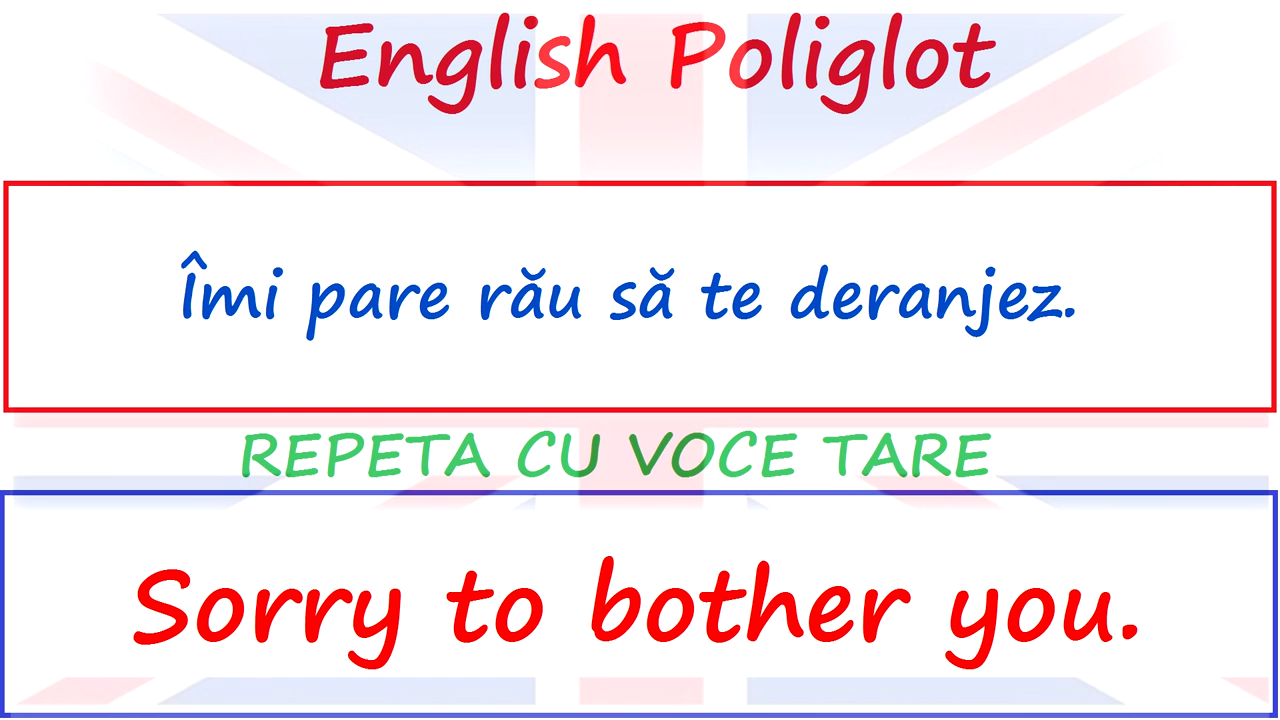 English Poliglot
Îmi pare rău să te deranjez.
REPETA CU VOCE TARE
Sorry to bother you.